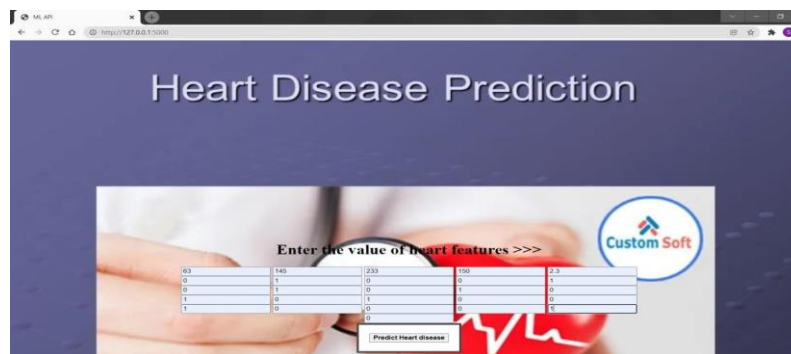 ML API
http://127.0.0.1:5000
Heart Disease Prediction
Custom Soft
Enter the value of heart features >>>
63 145 233 150 2.3
0 1 0 0 1
0 1 0 1 0
1 0 1 0 0
1 0 0 0 1
0
Predict Heart disease